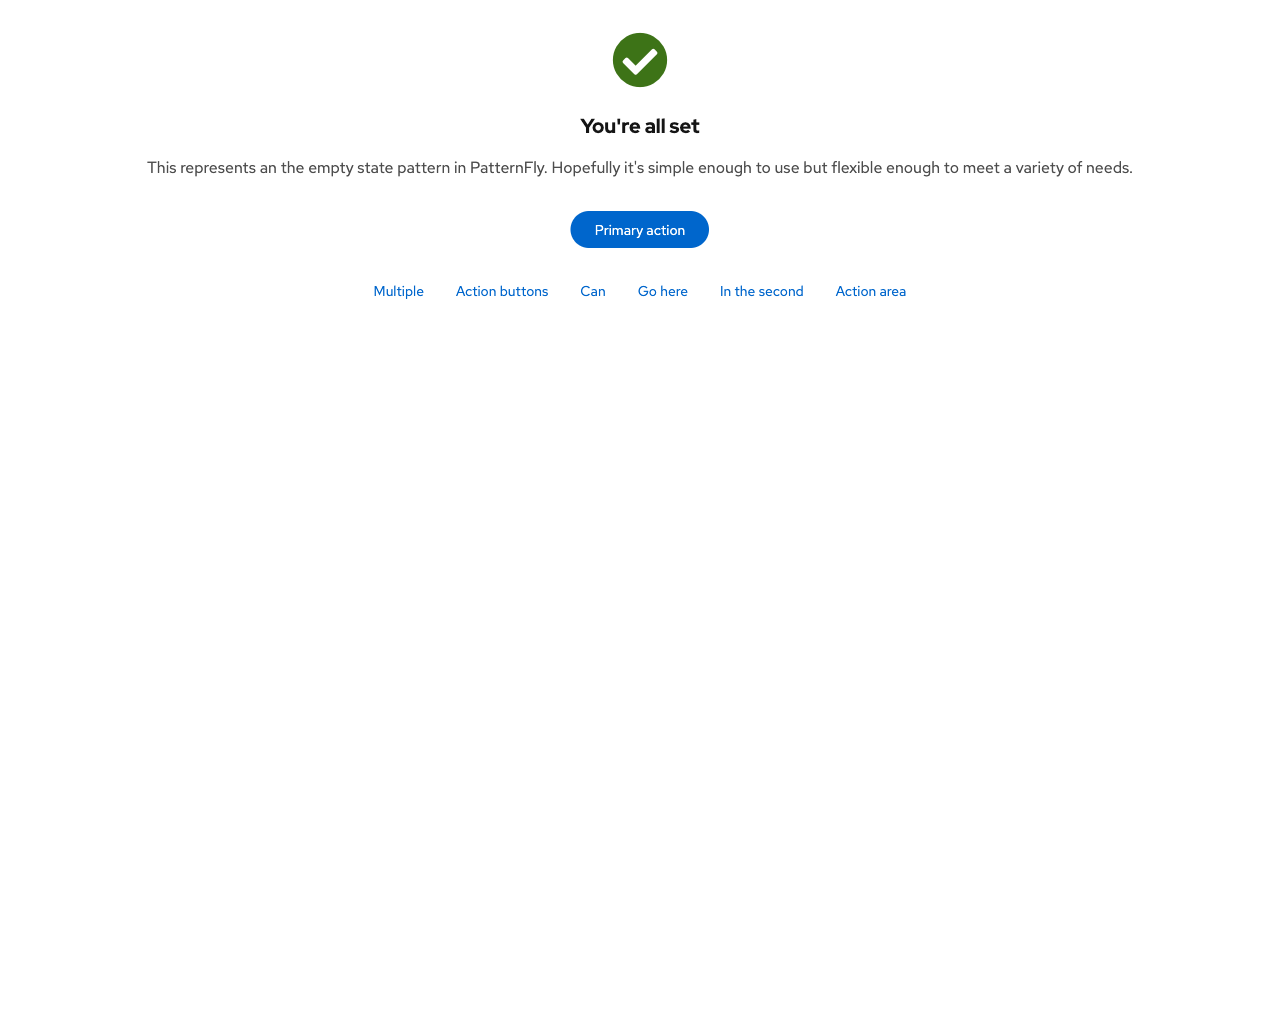 You're all set
This represents an the empty state pattern in PatternFly. Hopefully it's simple enough to use but flexible enough to meet a variety of needs.
Primary action
Multiple Action buttons Can Go here In the second Action area